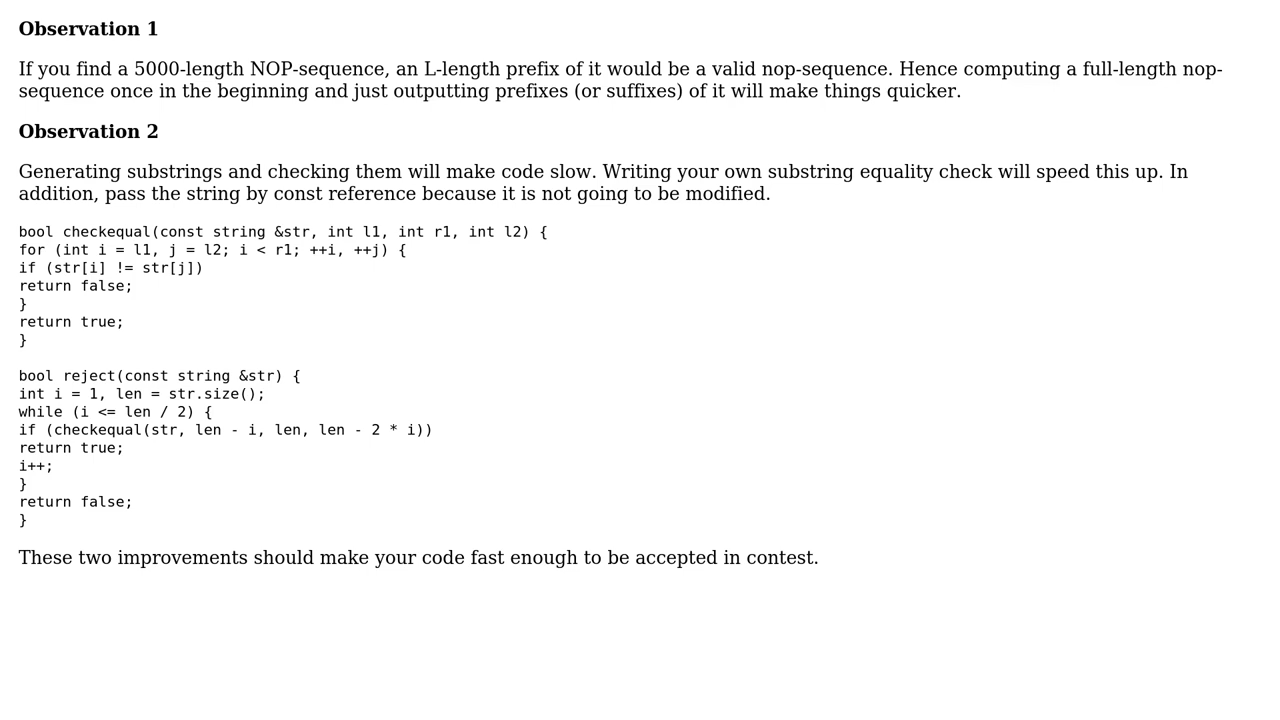 Observation 1
If you find a 5000-length NOP-sequence, an L-length prefix of it would be a valid nop-sequence. Hence computing a full-length nop-
sequence once in the beginning and just outputting prefixes (or suffixes) of it will make things quicker.
Observation 2
Generating substrings and checking them will make code slow. Writing your own substring equality check will speed this up. In
addition, pass the string by const reference because it is not going to be modified.
bool checkequal(const string &str, int l1, int r1, int l2) {
for (int i = l1, j = l2; i < r1; ++i, ++j) {
if (str[i] != str[j])
return false;
}
return true;
}
bool reject(const string &str) {
int i = 1, len = str.size();
while (i <= len / 2) {
if (checkequal(str, len - i, len, len - 2 * i))
return true;
i++;
}
return false;
}
These two improvements should make your code fast enough to be accepted in contest.